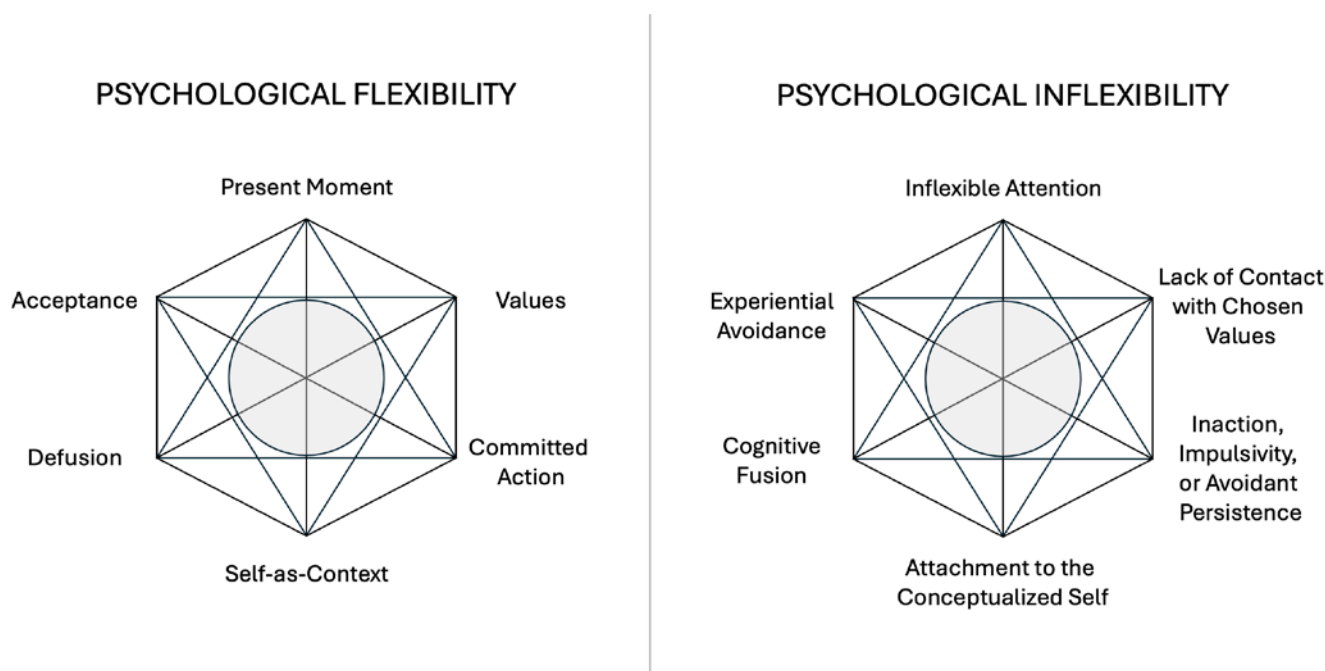 PSYCHOLOGICAL FLEXIBILITY
Present Moment
Acceptance
Values
Defusion
Committed
Action
Self-as-Context
PSYCHOLOGICAL INFLEXIBILITY
Inflexible Attention
Experiential
Avoidance
Lack of Contact
with Chosen
Values
Cognitive
Fusion
Inaction,
Impulsivity,
or Avoidant
Persistence
Attachment to the
Conceptualized Self